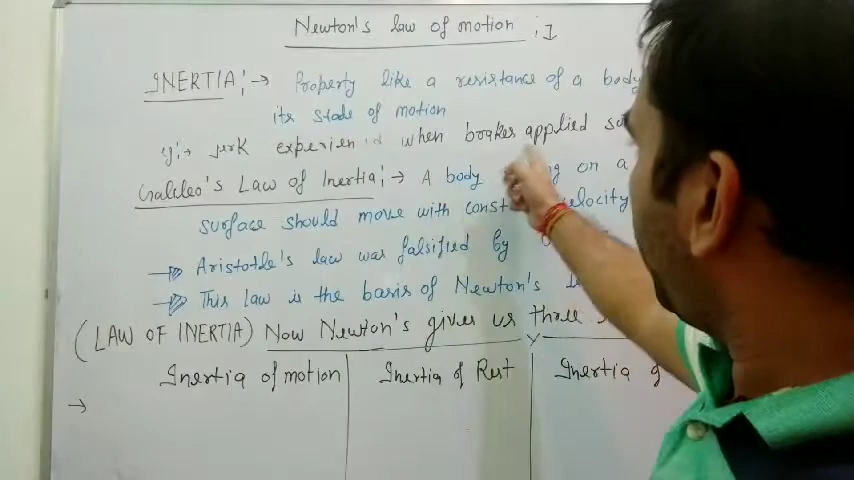 Newton's law of motion :I
INERTIA :→ Property like a resistance of a body
its state of motion
eg:→ jerk experienced when brakes applied
Galileo's Law of Inertia :→ A body on a
surface should move with const velocity
→ Aristotle's law was falsified by
→ This law is the basis of Newton's
(LAW OF INERTIA) Now Newton's gives us three
Inertia of motion Inertia of Rest Inertia
→